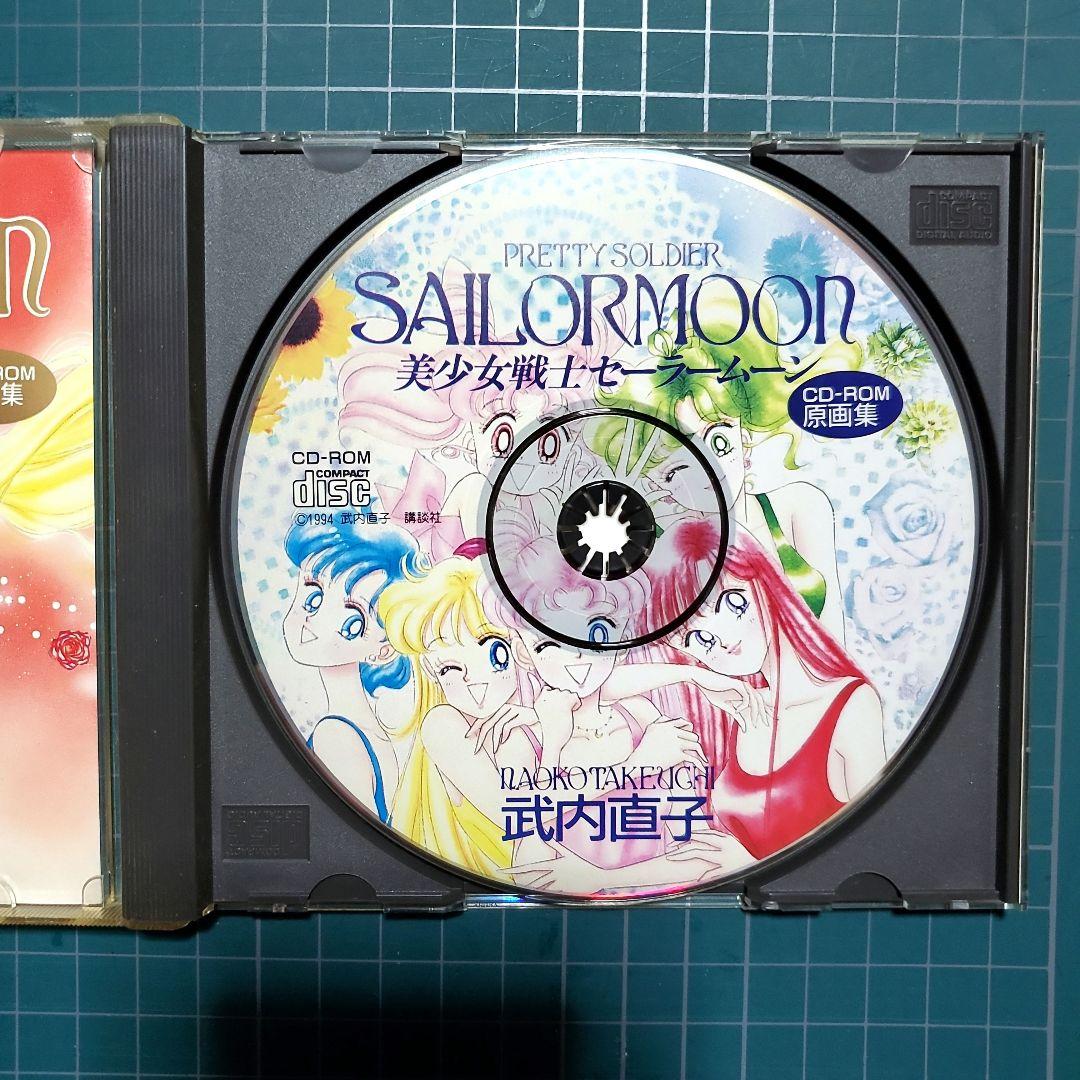 n
ROM
集
COMPACT
disc
DIGITAL AUDIO
PRETTY SOLDIER
SAILORMOON
美少女戦士セーラームーン
CD-ROM
原画集
CD-ROM
COMPACT
disc
©1994 武内直子 講談社
NAOKO TAKEUCHI
武内直子